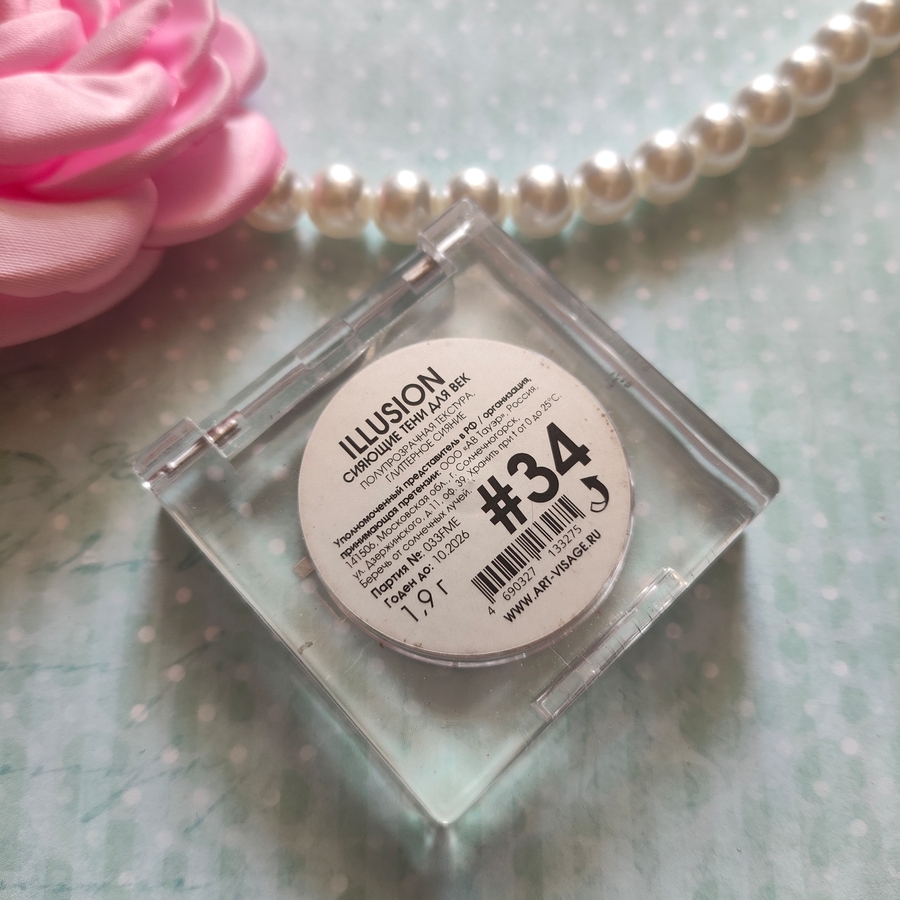 ILLUSION
СИЯЮЩИЕ ТЕНИ ДЛЯ ВЕК
ПОЛУПРОЗРАЧНАЯ ТЕКСТУРА,
ГЛИТТЕРНОЕ СИЯНИЕ
Уполномоченный представитель в РФ / организация,
принимающая претензии: ООО «АВ Тауэр», Россия,
141506, Московская обл., г. Солнечногорск,
ул. Дзержинского, д. 11, оф. 39. Хранить при t от 0 до 25°C.
Беречь от солнечных лучей.
Партия №: 033FME
Годен до: 10.2026
1,9 г
#34
4 690327 133275
WWW.ART-VISAGE.RU